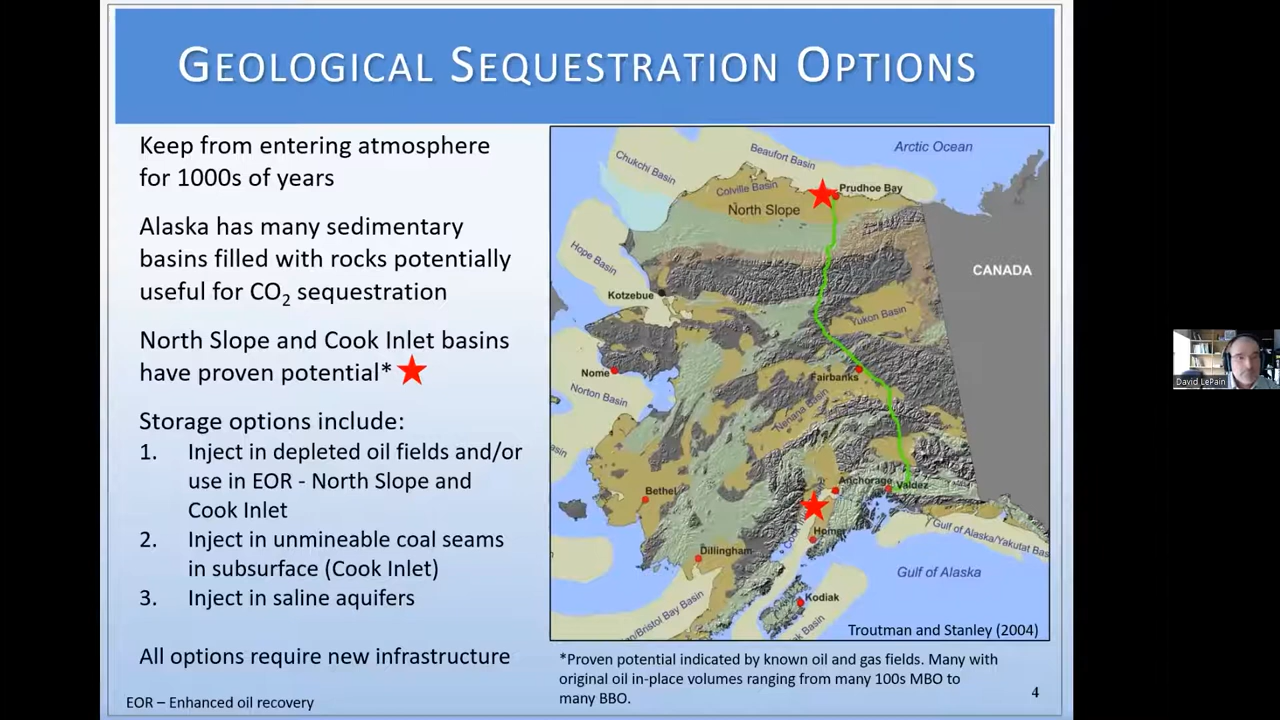 GEOLOGICAL SEQUESTRATION OPTIONS
Keep from entering atmosphere
for 1000s of years
Alaska has many sedimentary
basins filled with rocks potentially
useful for CO₂ sequestration
North Slope and Cook Inlet basins
have proven potential*
Storage options include:
1. Inject in depleted oil fields and/or
use in EOR - North Slope and
Cook Inlet
2. Inject in unmineable coal seams
in subsurface (Cook Inlet)
3. Inject in saline aquifers
All options require new infrastructure
EOR – Enhanced oil recovery
Arctic Ocean
Beaufort Basin
Chukchi Basin
Colville Basin
Prudhoe Bay
North Slope
Hope Basin
CANADA
Kotzebue
Yukon Basin
Nome
Fairbanks
Norton Basin
Nenana Basin
asin
Anchorage
Valdez
Bethel
Hom
Gulf of Alaska/Yakutat Bas
Dillingham
Gulf of Alaska
Kodiak
/Bristol Bay Basin
Basin
Troutman and Stanley (2004)
*Proven potential indicated by known oil and gas fields. Many with
original oil in-place volumes ranging from many 100s MBO to
many BBO.
4
David LePain